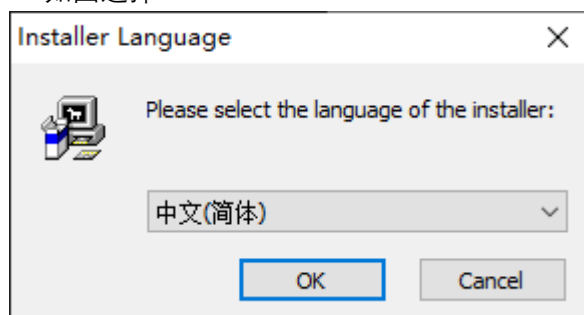 Installer Language
Please select the language of the installer:
中文(简体)
OK
Cancel